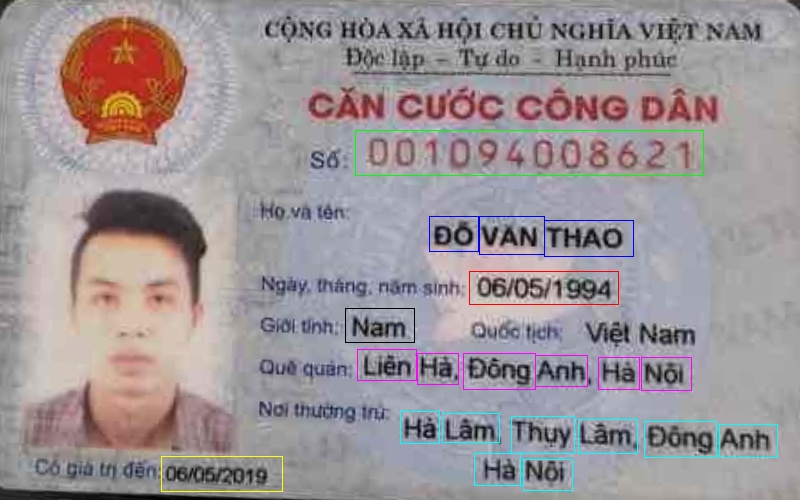 CỘNG HÒA XÃ HỘI CHỦ NGHĨA VIỆT NAM
Độc lập - Tự do - Hạnh phúc
CĂN CƯỚC CÔNG DÂN
Số: 001094008621
Họ và tên:
ĐỖ VĂN THAO
Ngày, tháng, năm sinh: 06/05/1994
Giới tính: Nam Quốc tịch: Việt Nam
Quê quán: Liên Hà, Đông Anh, Hà Nội
Nơi thường trú:
Hà Lâm, Thụy Lâm, Đông Anh
Hà Nội
Có giá trị đến: 06/05/2019